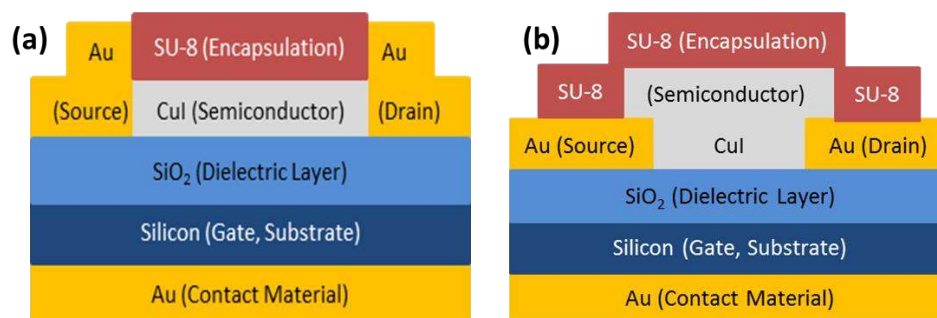 (a)
Au
SU-8 (Encapsulation)
Au
(Source)
CuI (Semiconductor)
(Drain)
SiO₂ (Dielectric Layer)
Silicon (Gate, Substrate)
Au (Contact Material)
(b)
SU-8 (Encapsulation)
SU-8
(Semiconductor)
SU-8
Au (Source)
CuI
Au (Drain)
SiO₂ (Dielectric Layer)
Silicon (Gate, Substrate)
Au (Contact Material)